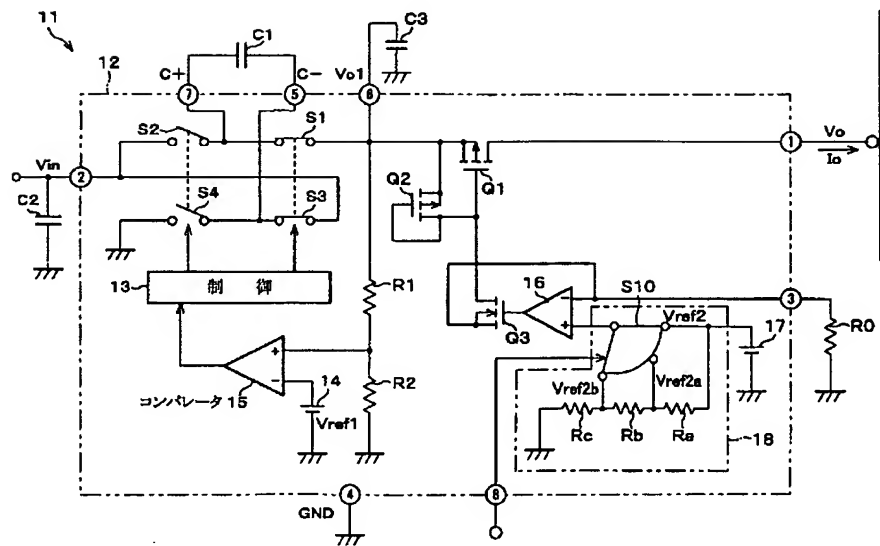 11
12
C1
C3
C+
C-
Vo1
7
5
6
S2
S1
Vin
2
C2
S4
S3
Q2
Q1
1
Vo
Io
13
制 御
R1
16
S10
3
Q3
Vref2
17
R0
コンパレータ 15
14
Vref1
R2
Vref2b
Vref2a
Rc
Rb
Ra
18
4
GND
8